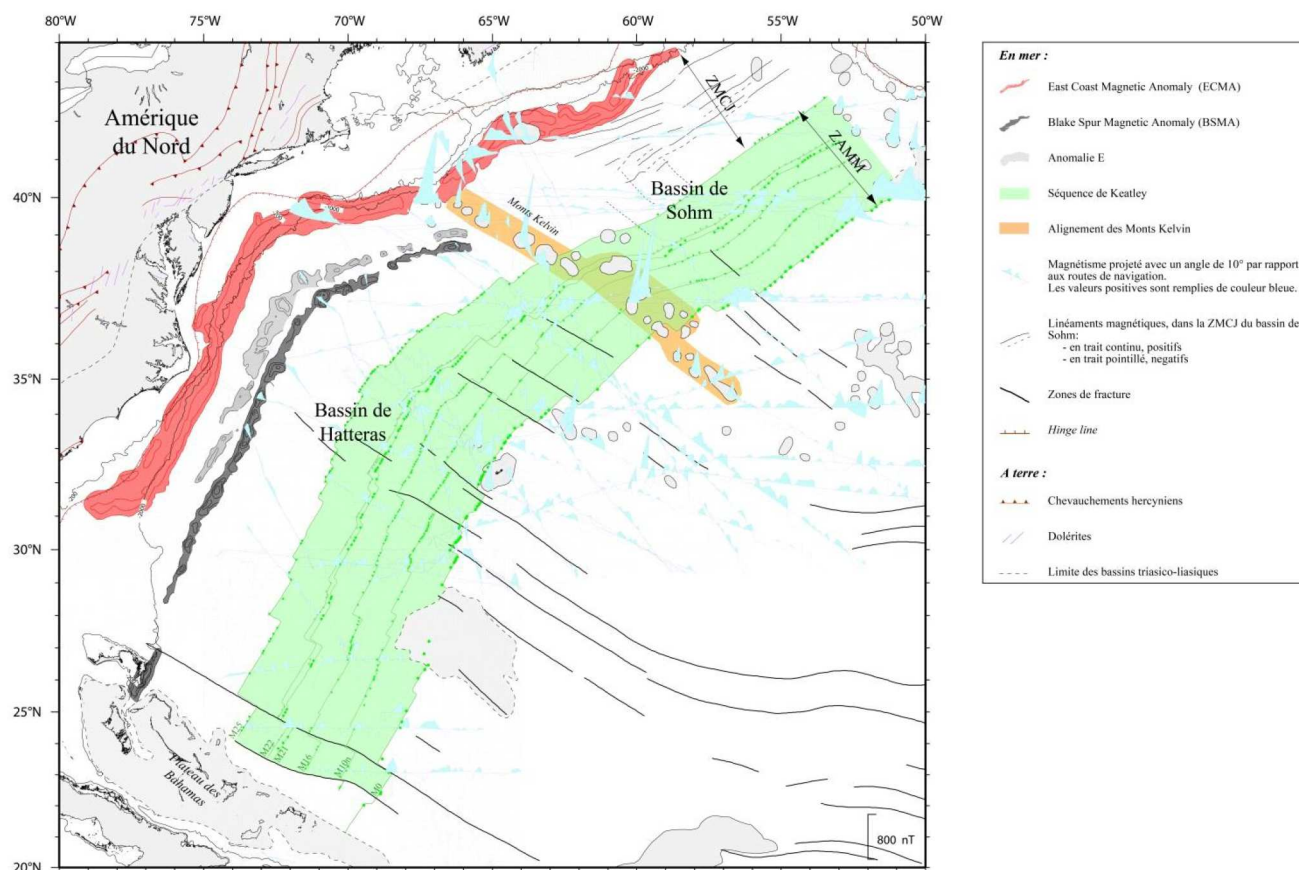 80°W 75°W 70°W 65°W 60°W 55°W 50°W
40°N
35°N
30°N
25°N
20°N
Amérique
du Nord
ZMCJ
ZAMM
Bassin de
Sohm
Monts Kelvin
Bassin de
Hatteras
-200
-2000
M25
M22
M21
M16
M10n
M0
Plateau des
Bahamas
800 nT
En mer :
East Coast Magnetic Anomaly (ECMA)
Blake Spur Magnetic Anomaly (BSMA)
Anomalie E
Séquence de Keatley
Alignement des Monts Kelvin
Magnétisme projeté avec un angle de 10° par rapport
aux routes de navigation.
Les valeurs positives sont remplies de couleur bleue.
Linéaments magnétiques, dans la ZMCJ du bassin de
Sohm:
- en trait continu, positifs
- en trait pointillé, negatifs
Zones de fracture
Hinge line
A terre :
Chevauchements hercyniens
Dolérites
Limite des bassins triasico-liasiques